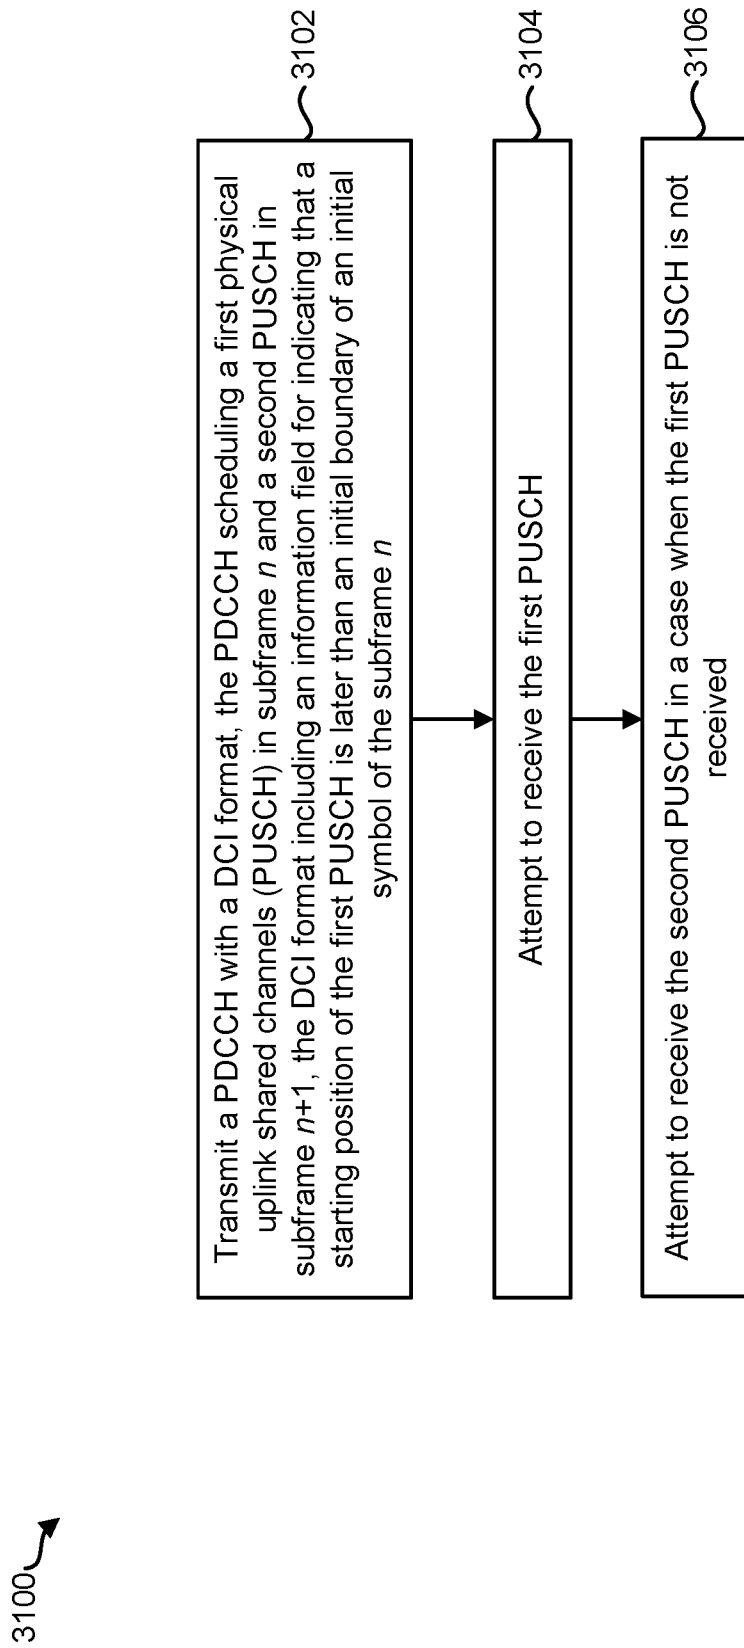 3100
Transmit a PDCCH with a DCI format, the PDCCH scheduling a first physical
uplink shared channels (PUSCH) in subframe n and a second PUSCH in
subframe n+1, the DCI format including an information field for indicating that a
starting position of the first PUSCH is later than an initial boundary of an initial
symbol of the subframe n
3102
Attempt to receive the first PUSCH
3104
Attempt to receive the second PUSCH in a case when the first PUSCH is not
received
3106